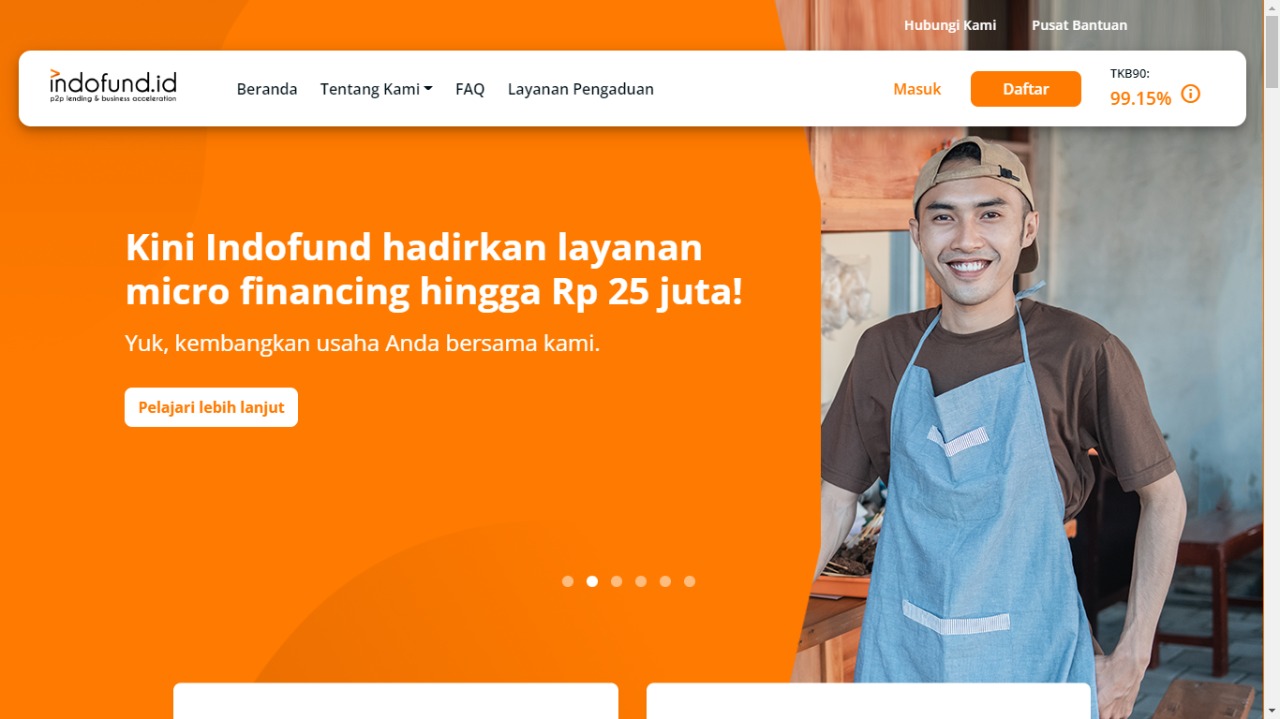 Hubungi Kami Pusat Bantuan
indofund.id
p2p lending & business acceleration
Beranda Tentang Kami FAQ Layanan Pengaduan
Masuk Daftar
TKB90:
99.15%
Kini Indofund hadirkan layanan
micro financing hingga Rp 25 juta!
Yuk, kembangkan usaha Anda bersama kami.
Pelajari lebih lanjut